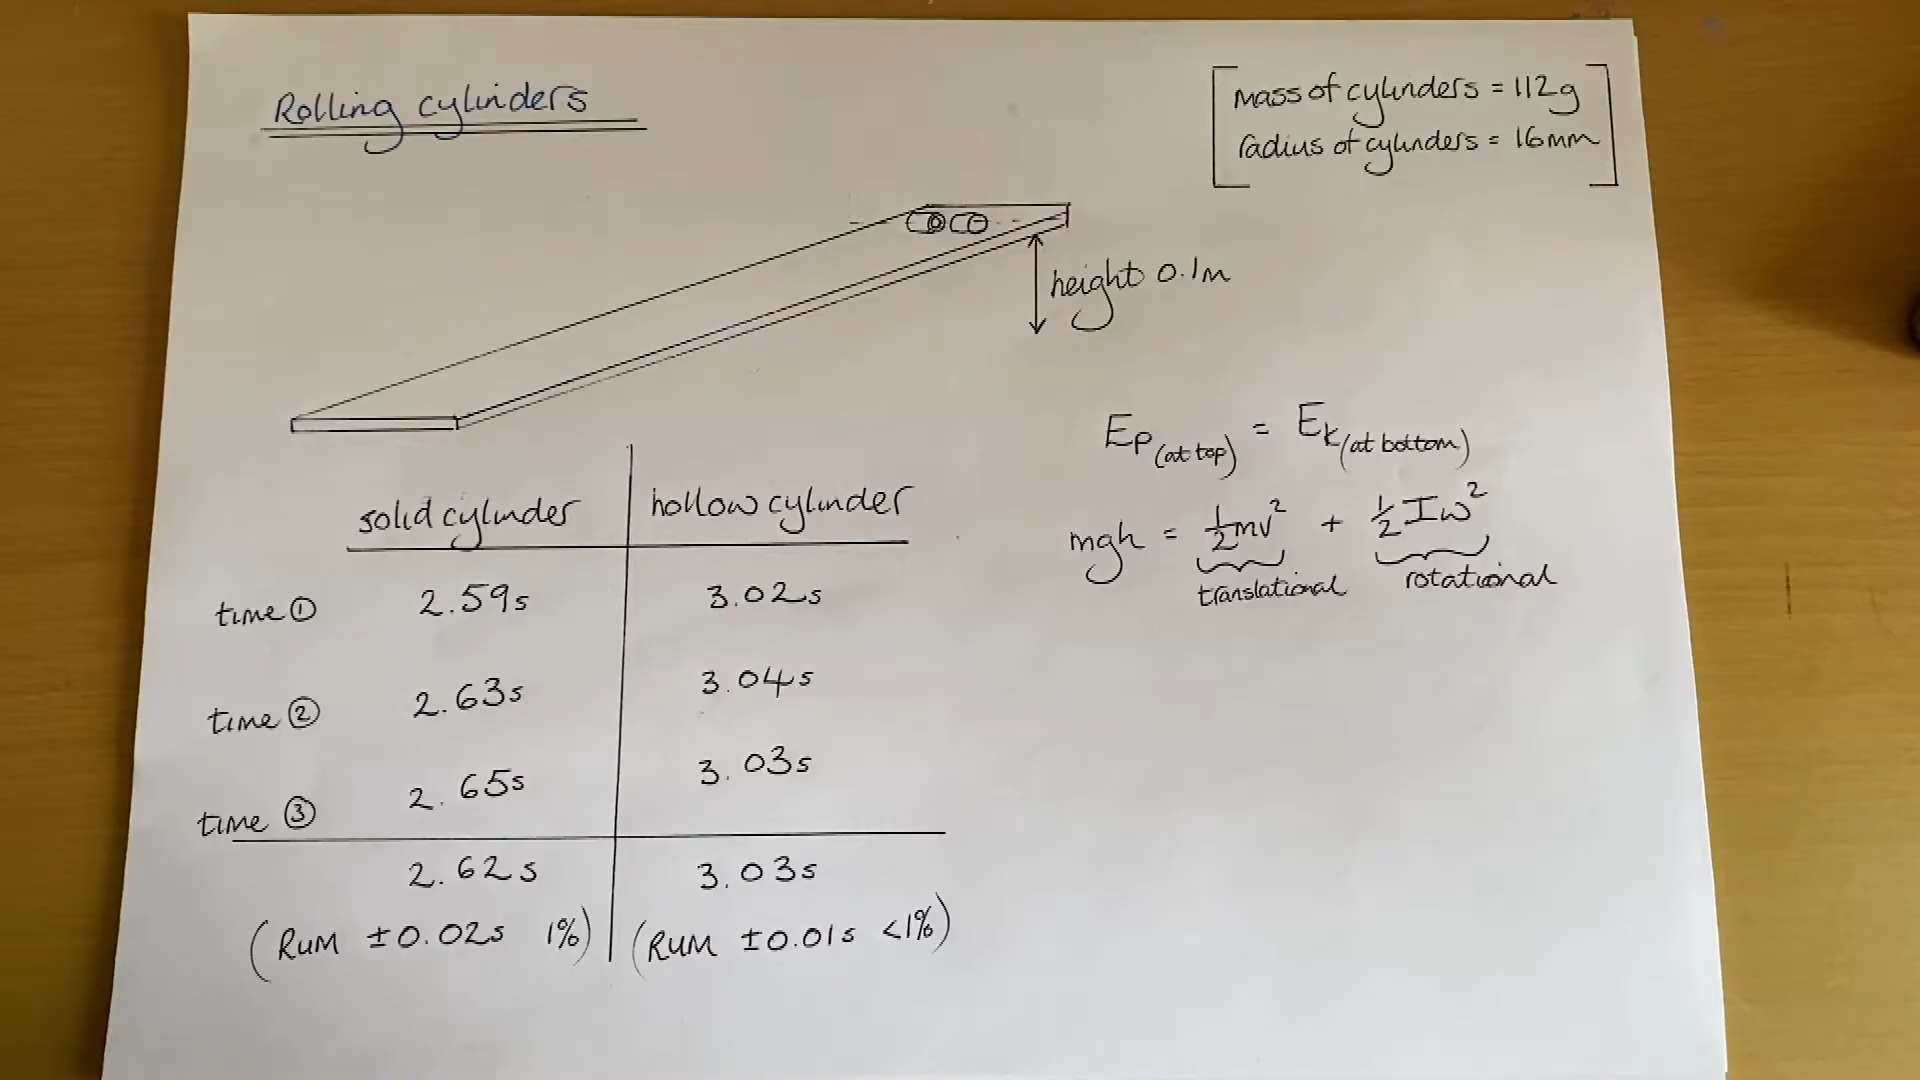 Rolling cylinders
[mass of cylinders = 112g
radius of cylinders = 16mm]
height 0.1m
Ep(at top) = Ek(at bottom)
mgh = ½mv² + ½Iω²
translational rotational
solid cylinder hollow cylinder
time ① 2.59s 3.02s
time ② 2.63s 3.04s
time ③ 2.65s 3.03s
2.62s 3.03s
(RUM ±0.02s 1%) (RUM ±0.01s <1%)